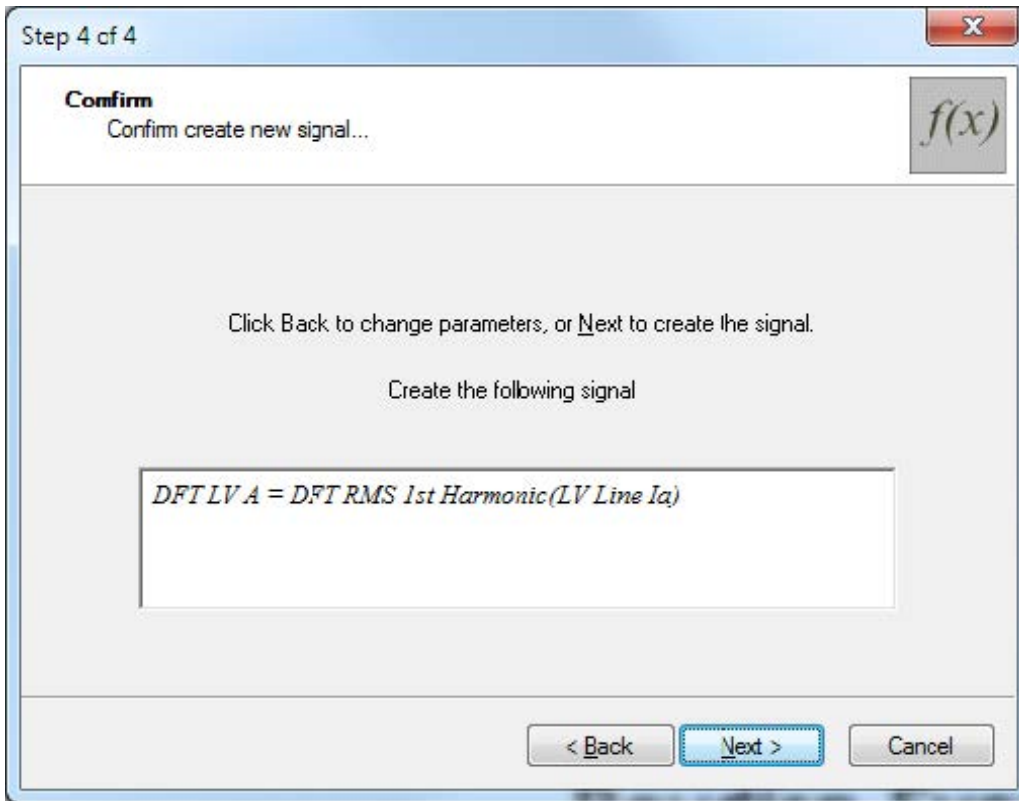 Step 4 of 4
Comfirm
Confirm create new signal...
f(x)
Click Back to change parameters, or Next to create the signal.
Create the following signal
DFT LV A = DFT RMS 1st Harmonic(LV Line Ia)
< Back
Next >
Cancel